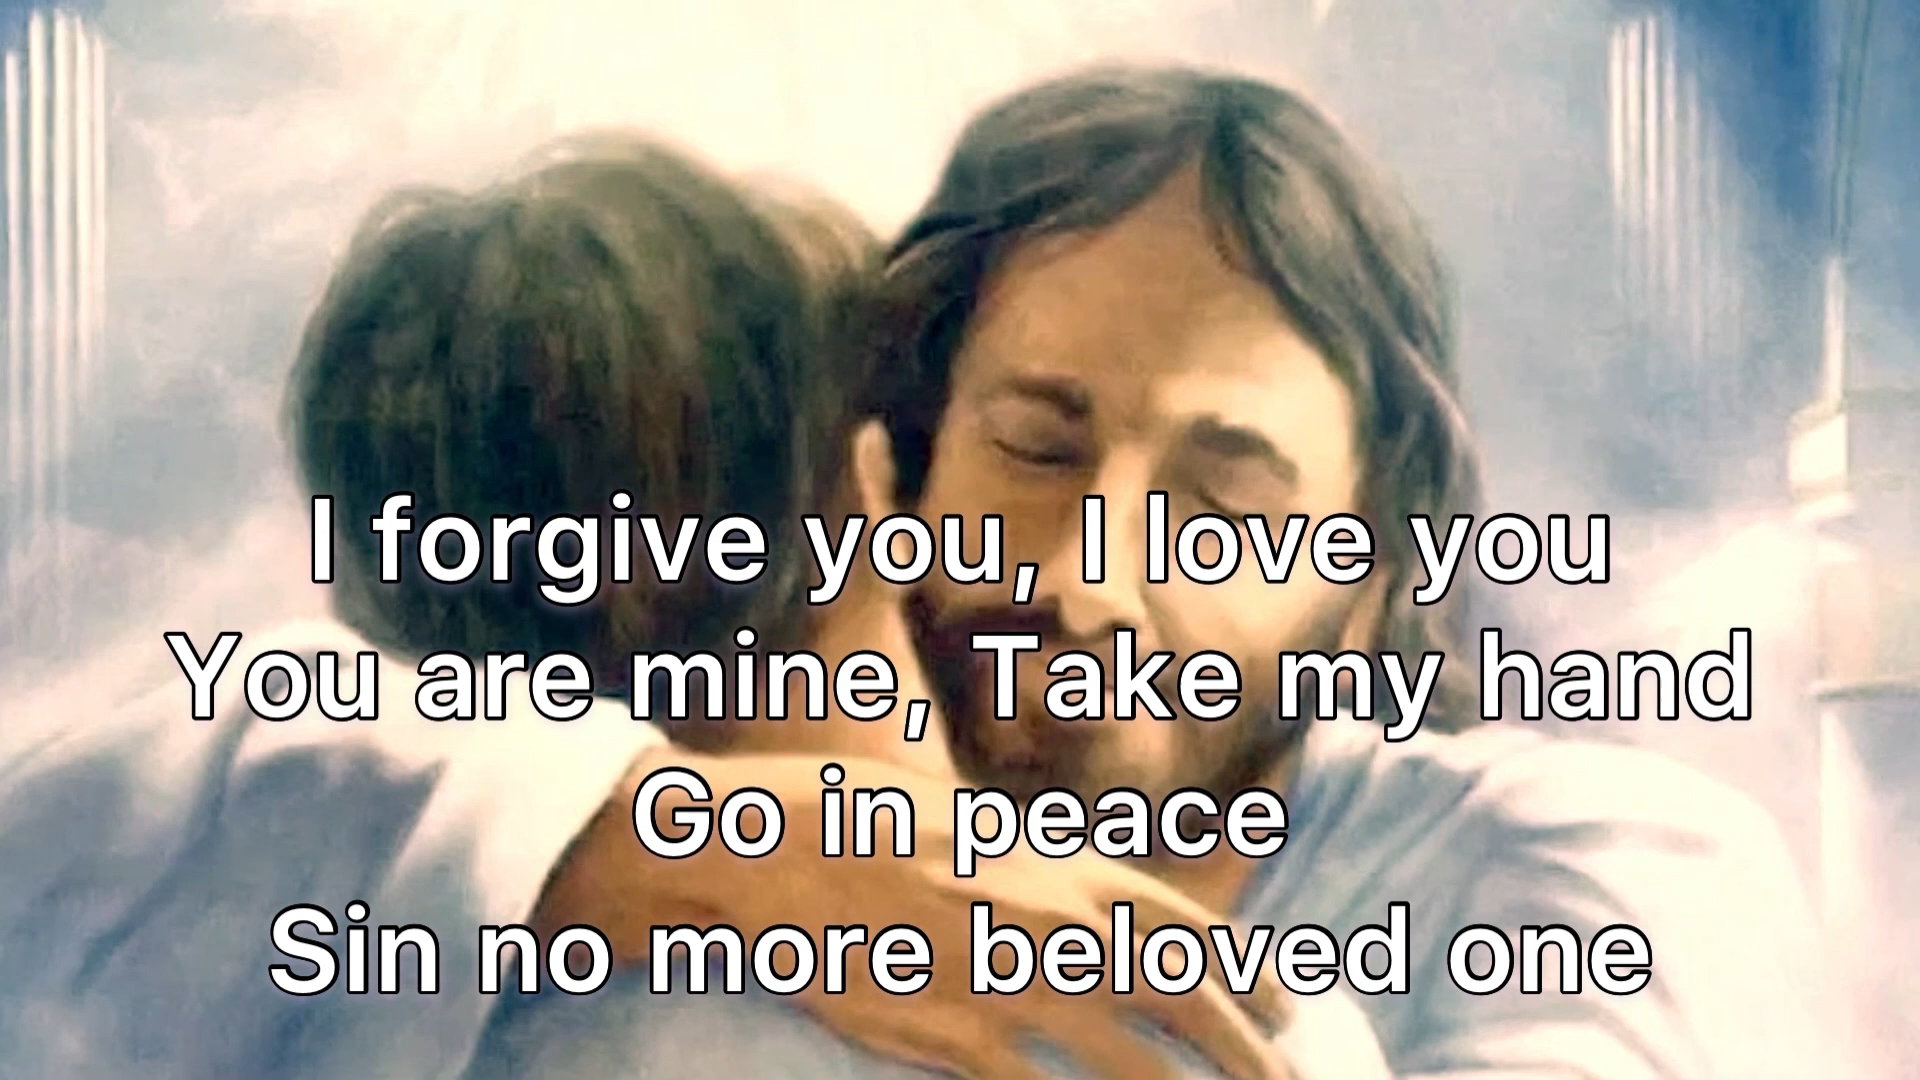 I forgive you, I love you
You are mine, Take my hand
Go in peace
Sin no more beloved one